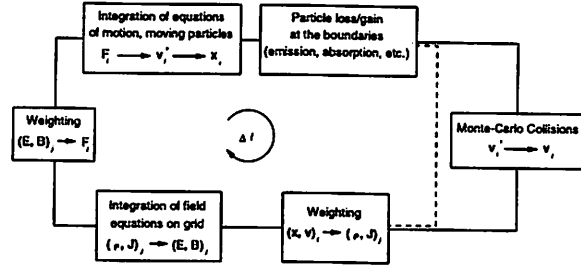 Integration of equations
of motion, moving particles
F_i → v_i' → x_i
Particle loss/gain
at the boundaries
(emission, absorption, etc.)
Weighting
(E, B)_j → F_i
Δt
Monte-Carlo Collisions
v_i' → v_i
Integration of field
equations on grid
(ρ, J)_j → (E, B)_j
Weighting
(x, v)_i → (ρ, J)_j